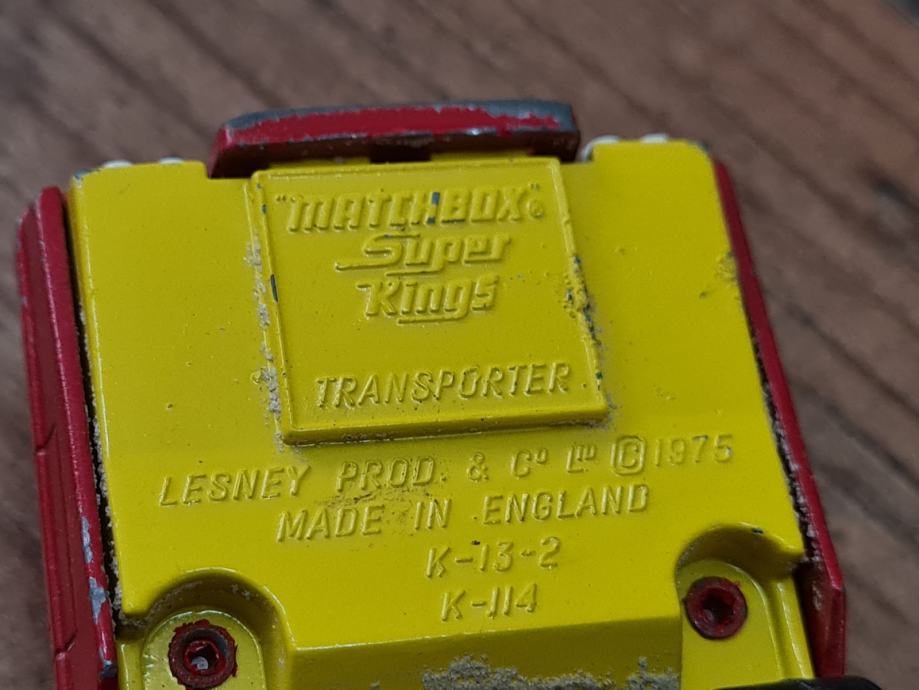 "MATCHBOX"®
Super
Kings
TRANSPORTER
LESNEY PROD. & Cº Lᵀᴰ ©1975
MADE IN ENGLAND
K-13-2
K-114